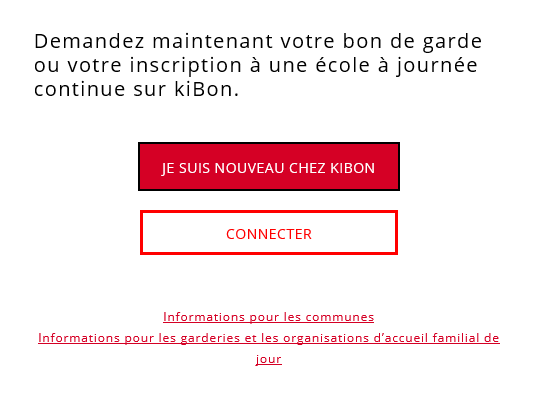 Demandez maintenant votre bon de garde
ou votre inscription à une école à journée
continue sur kiBon.
JE SUIS NOUVEAU CHEZ KIBON
CONNECTER
Informations pour les communes
Informations pour les garderies et les organisations d’accueil familial de
jour